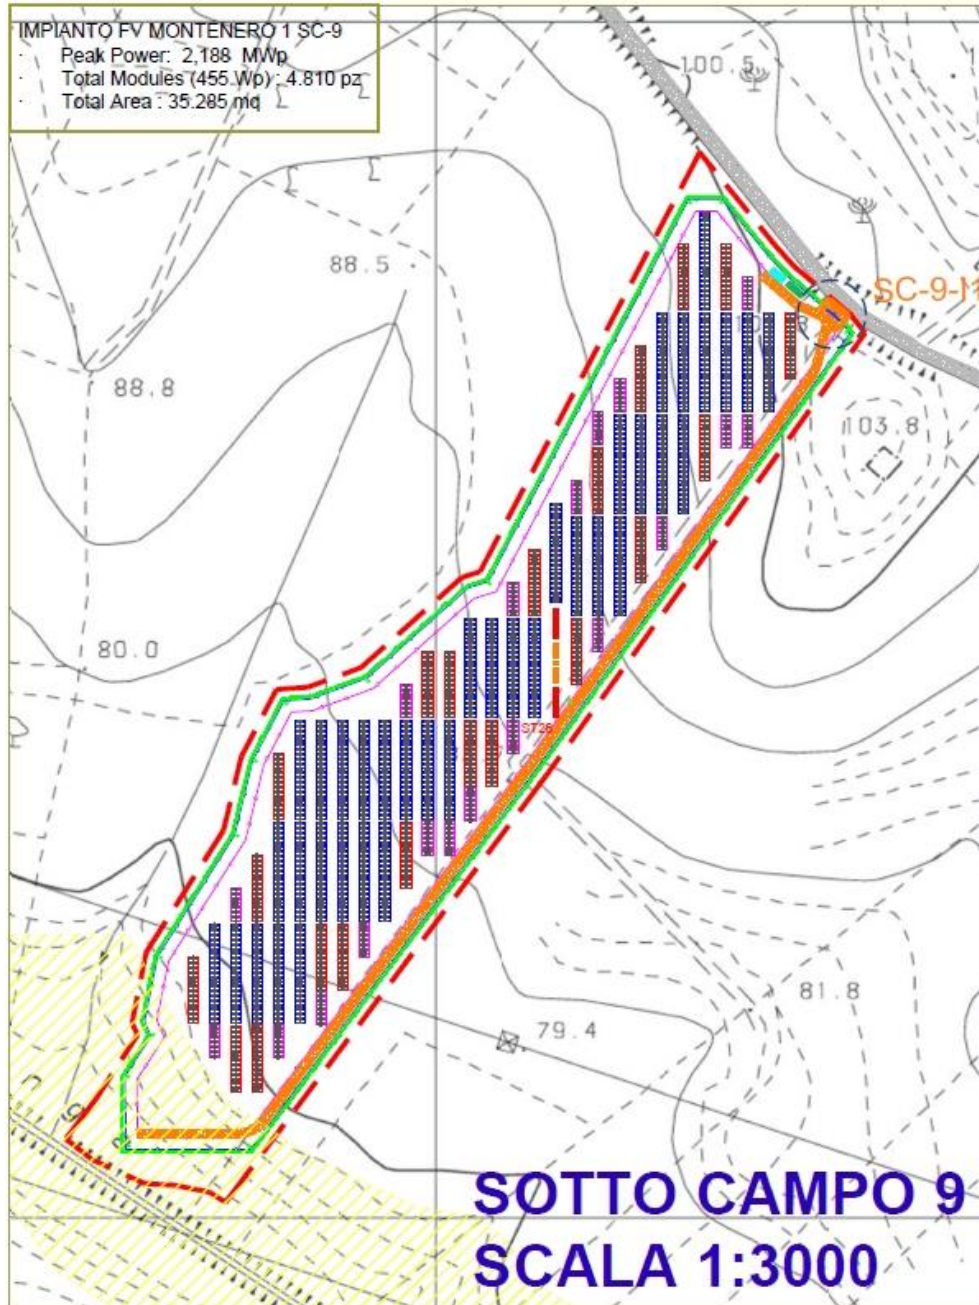 IMPIANTO FV MONTENERO 1 SC-9
- Peak Power: 2,188 MWp
- Total Modules (455 Wp) : 4.810 pz
- Total Area : 35.285 mq
100.5
88.5
SC-9-I1
88.8
103.8
80.0
ST26
81.8
79.4
SOTTO CAMPO 9
SCALA 1:3000